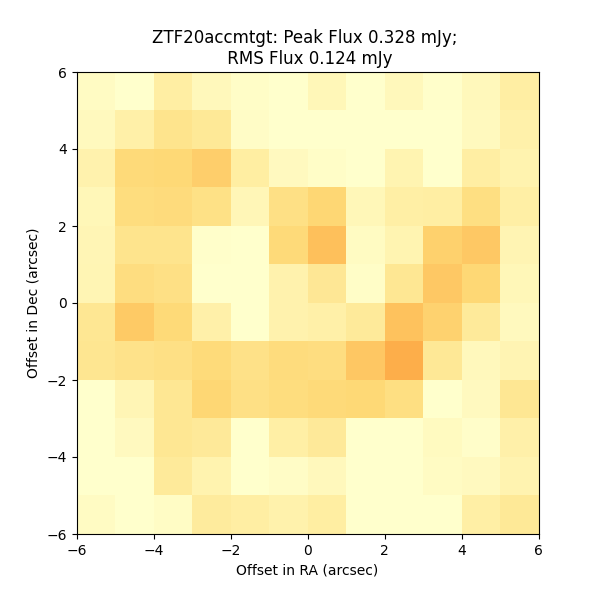 ZTF20accmtgt: Peak Flux 0.328 mJy;
RMS Flux 0.124 mJy
6
4
2
0
−2
−4
−6
Offset in Dec (arcsec)
−6 −4 −2 0 2 4 6
Offset in RA (arcsec)